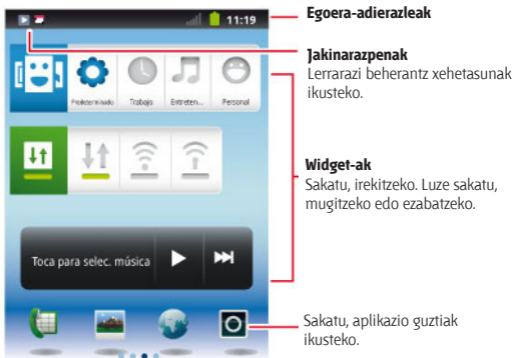 11:19
Egoera-adierazleak
Jakinarazpenak
Lerrarazi beherantz xehetasunak
ikusteko.
Predeterminado
Trabajo
Entreten...
Personal
Widget-ak
Sakatu, irekitzeko. Luze sakatu,
mugitzeko edo ezabatzeko.
Toca para selec. música
Sakatu, aplikazio guztiak
ikusteko.